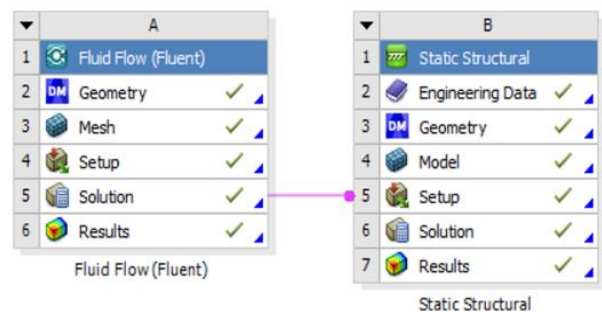 A
1 Fluid Flow (Fluent)
2 DM Geometry
3 Mesh
4 Setup
5 Solution
6 Results
Fluid Flow (Fluent)
B
1 Static Structural
2 Engineering Data
3 DM Geometry
4 Model
5 Setup
6 Solution
7 Results
Static Structural